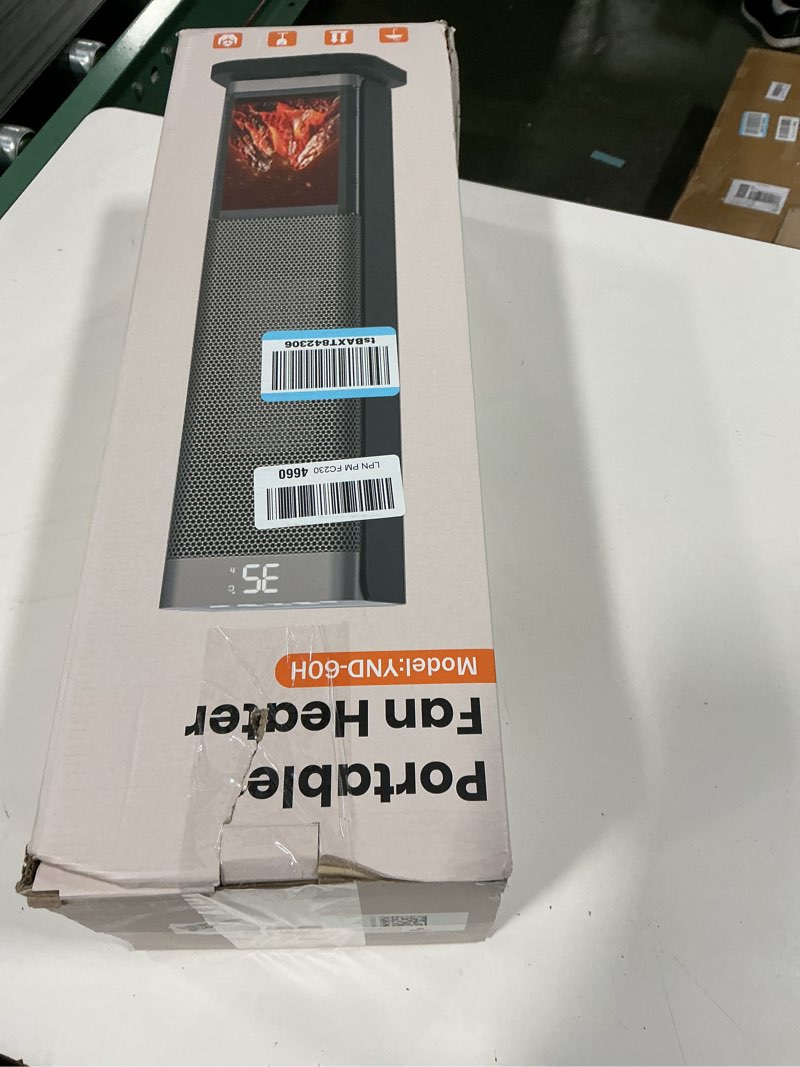 Portable
Fan Heater
Model:YND-60H
35 °C
H
LPN PM FC230 4660
tsBAXT842306